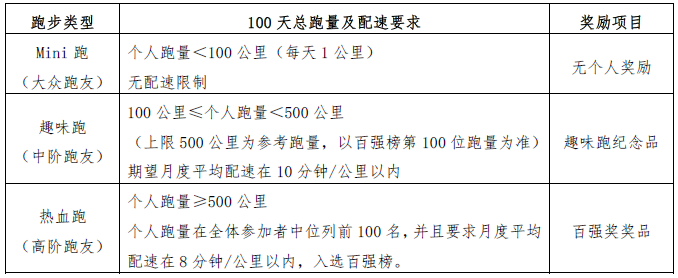 跑步类型
100 天总跑量及配速要求
奖励项目
Mini 跑
（大众跑友）
个人跑量＜100 公里（每天 1 公里）
无配速限制
无个人奖励
趣味跑
（中阶跑友）
100 公里≤个人跑量＜500 公里
（上限 500 公里为参考跑量，以百强榜第 100 位跑量为准）
期望月度平均配速在 10 分钟/公里以内
趣味跑纪念品
热血跑
（高阶跑友）
个人跑量≥500 公里
个人跑量在全体参加者中位列前 100 名，并且要求月度平均
配速在 8 分钟/公里以内，入选百强榜。
百强奖奖品